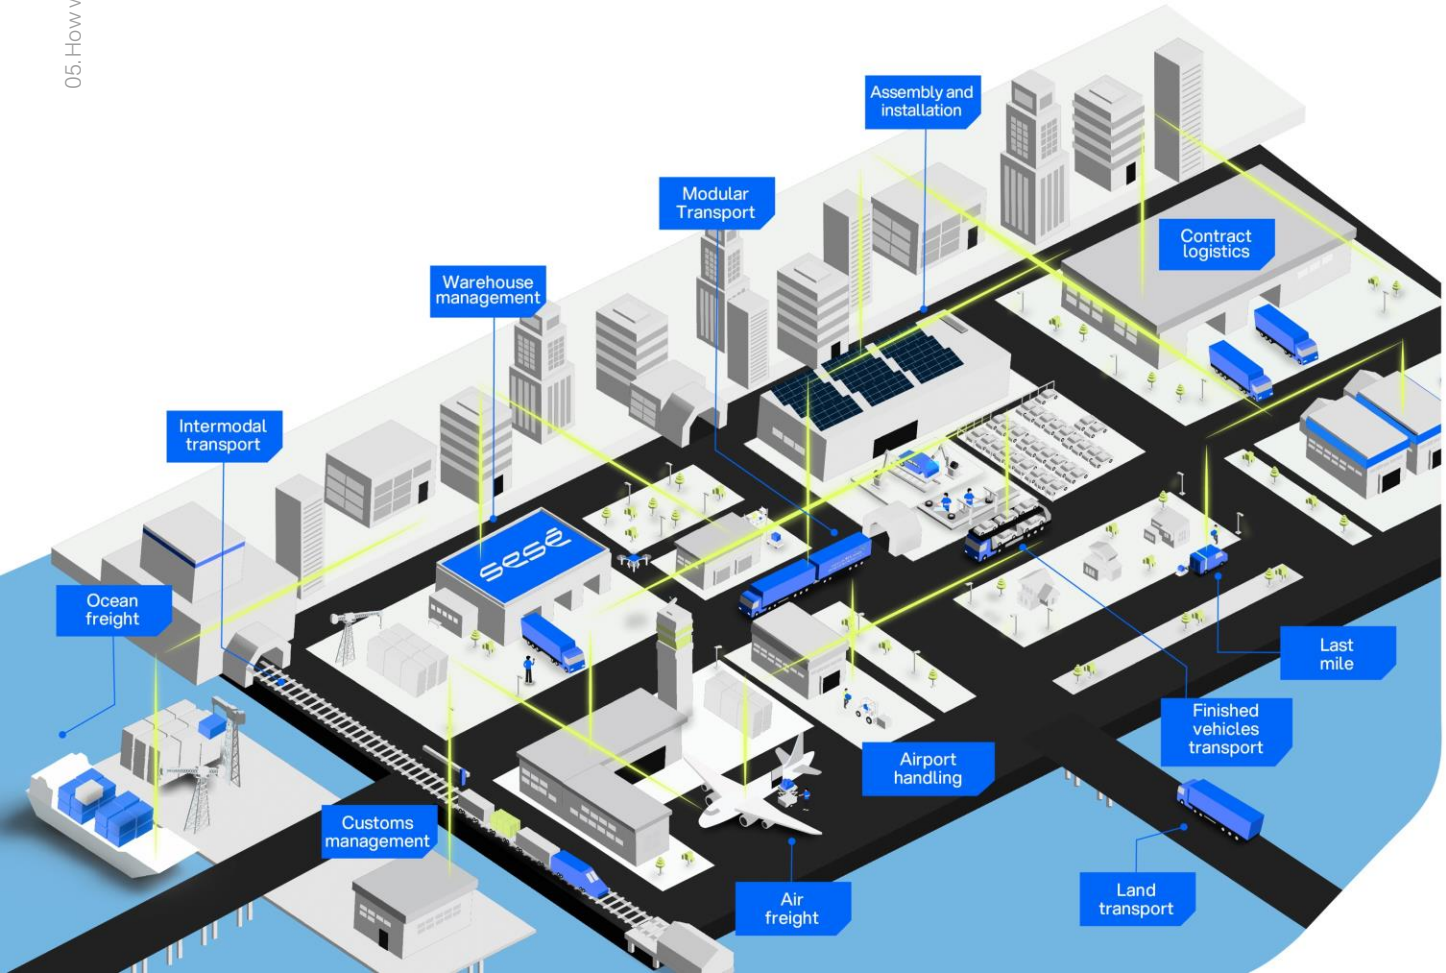 05. How
Assembly and
installation
Modular
Transport
Contract
logistics
Warehouse
management
Intermodal
transport
sesé
Ocean
freight
Last
mile
Finished
vehicles
transport
Airport
handling
Customs
management
Air
freight
Land
transport